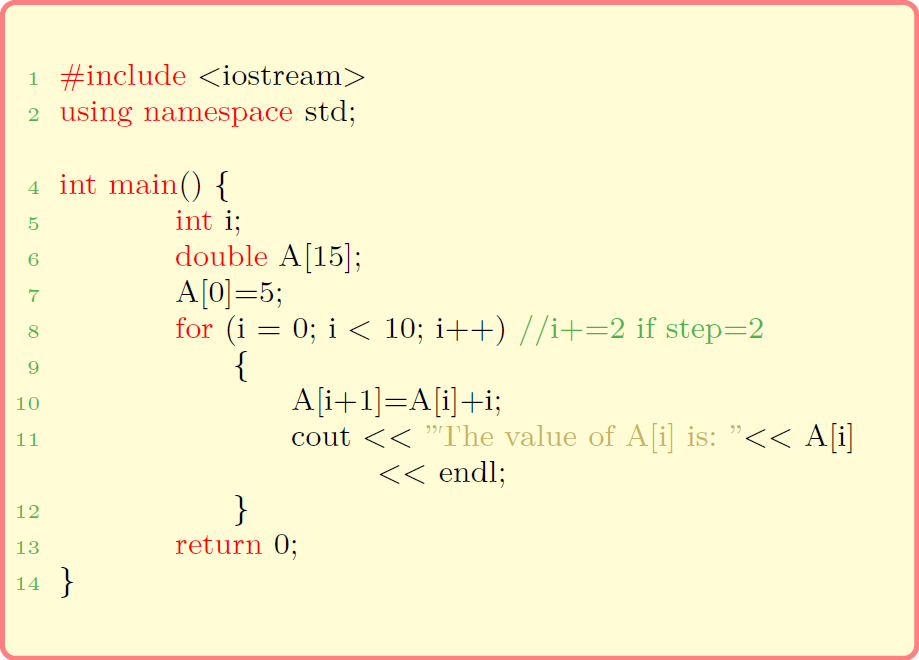 1 #include <iostream>
2 using namespace std;
4 int main() {
5 int i;
6 double A[15];
7 A[0]=5;
8 for (i = 0; i < 10; i++) //i+=2 if step=2
9 {
10 A[i+1]=A[i]+i;
11 cout << ”The value of A[i] is: ”<< A[i]
<< endl;
12 }
13 return 0;
14 }